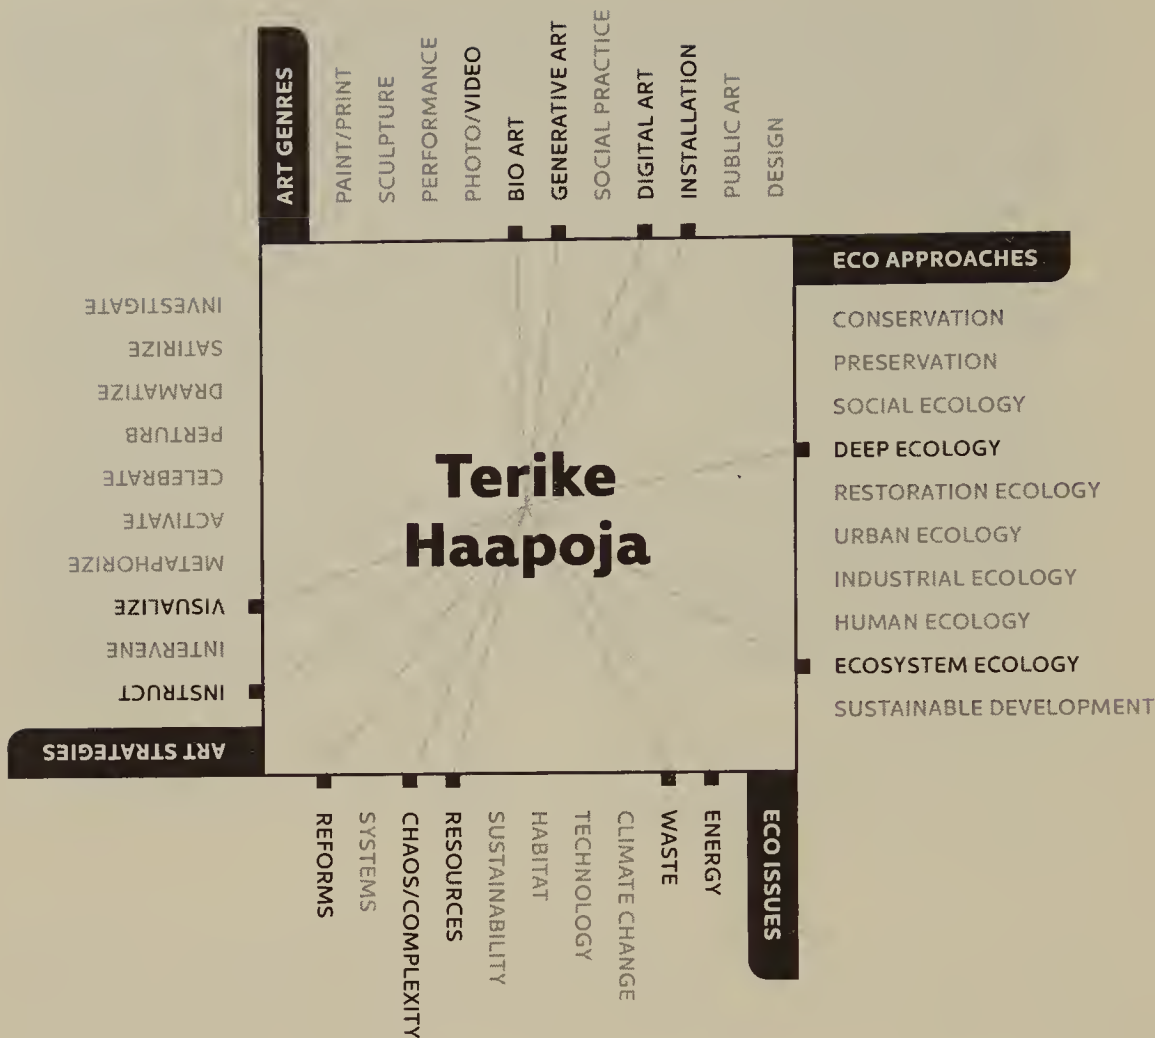 ART GENRES
PAINT/PRINT
SCULPTURE
PERFORMANCE
PHOTO/VIDEO
BIO ART
GENERATIVE ART
SOCIAL PRACTICE
DIGITAL ART
INSTALLATION
PUBLIC ART
DESIGN
ECO APPROACHES
CONSERVATION
PRESERVATION
SOCIAL ECOLOGY
DEEP ECOLOGY
RESTORATION ECOLOGY
URBAN ECOLOGY
INDUSTRIAL ECOLOGY
HUMAN ECOLOGY
ECOSYSTEM ECOLOGY
SUSTAINABLE DEVELOPMENT
ECO ISSUES
ENERGY
WASTE
CLIMATE CHANGE
TECHNOLOGY
HABITAT
SUSTAINABILITY
RESOURCES
CHAOS/COMPLEXITY
SYSTEMS
REFORMS
ART STRATEGIES
INSTRUCT
INTERVENE
VISUALIZE
METAPHORIZE
ACTIVATE
CELEBRATE
PERTURB
DRAMATIZE
SATIRIZE
INVESTIGATE
Terike
Haapoja